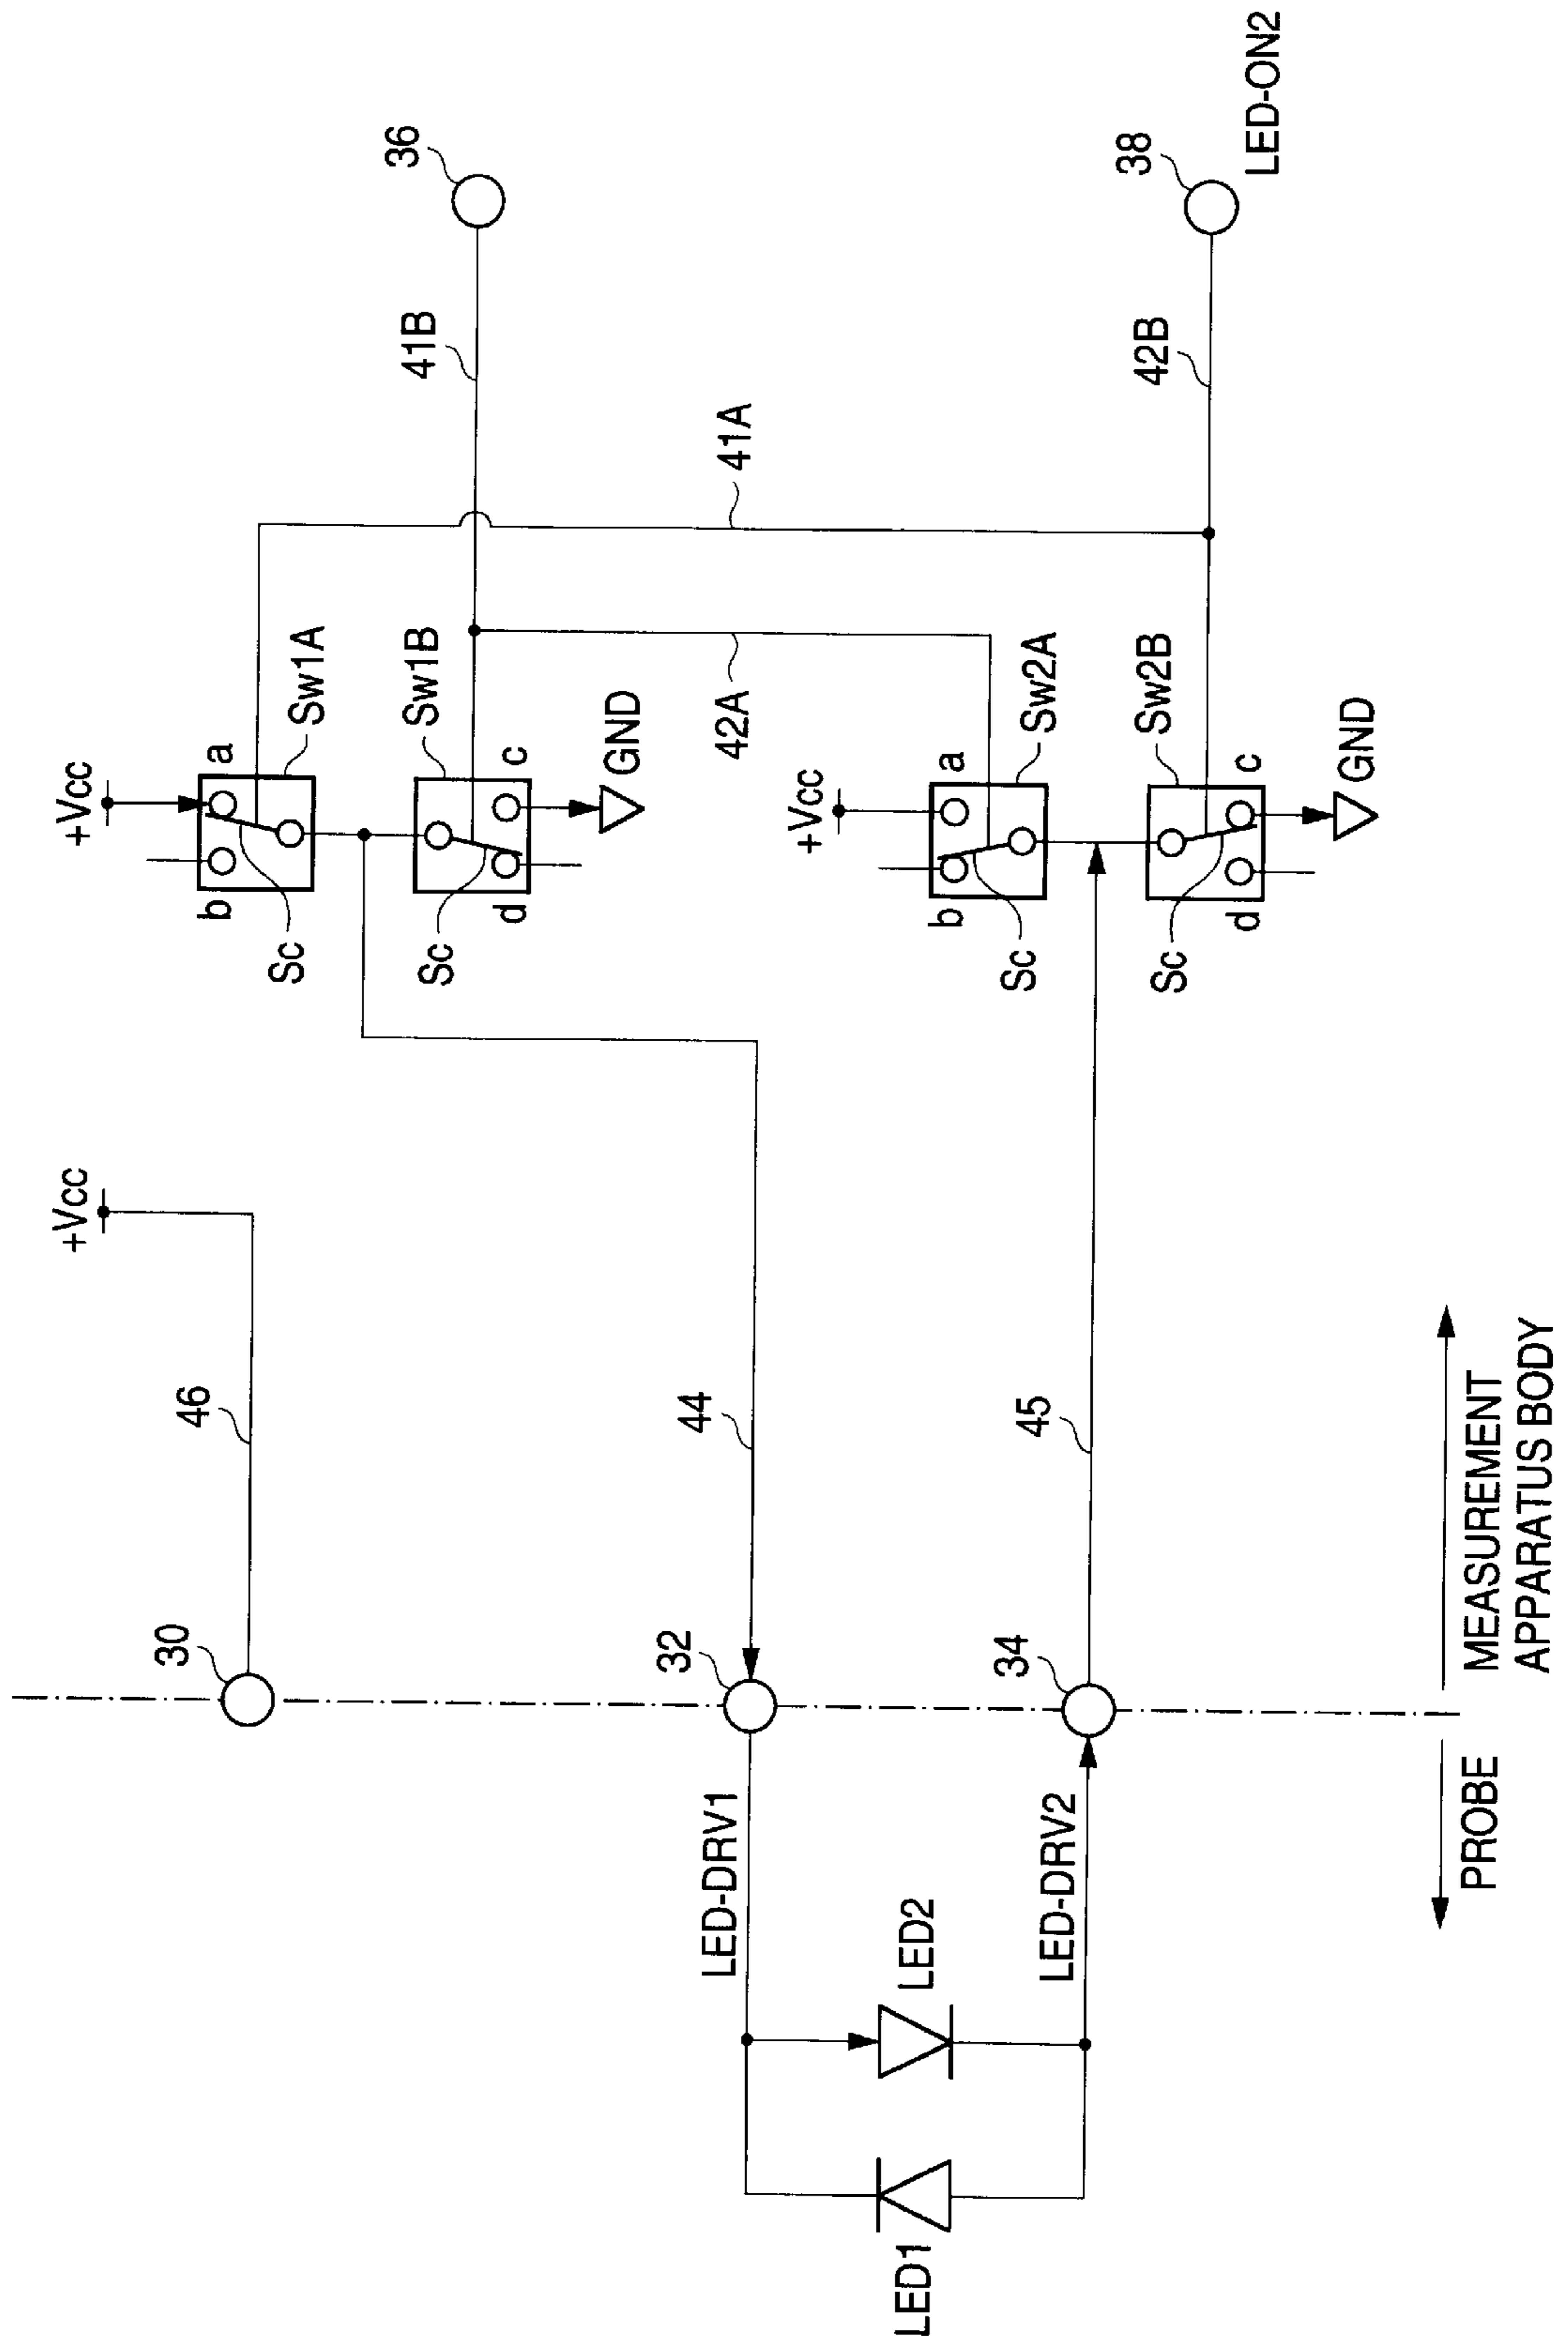 +Vcc
46
30
+Vcc
a
b
Sc
Sw1A
Sw1B
c
d
Sc
GND
41B
36
41A
42A
44
32
LED-DRV1
LED1
LED2
LED-DRV2
34
45
+Vcc
a
b
Sc
Sw2A
Sw2B
c
d
Sc
GND
42B
38
LED-ON2
PROBE
MEASUREMENT
APPARATUS BODY